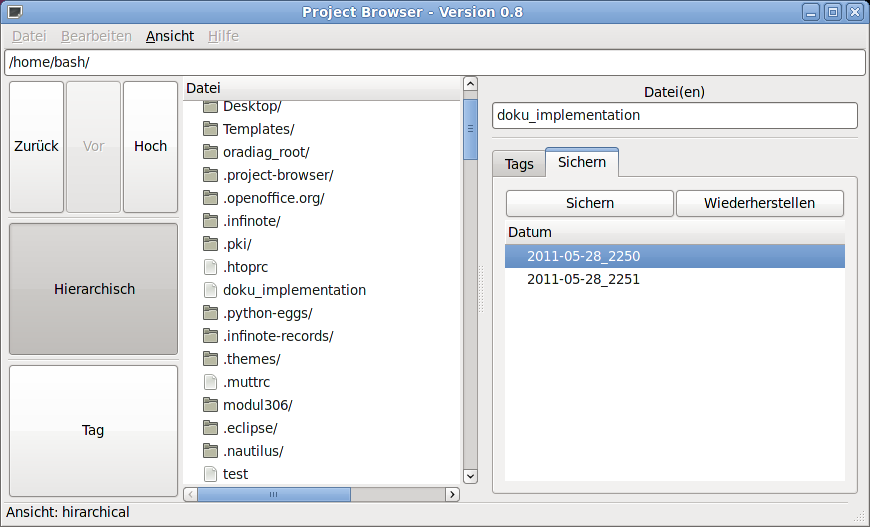 Project Browser - Version 0.8
Datei Bearbeiten Ansicht Hilfe
/home/bash/
Zurück Vor Hoch
Hierarchisch
Tag
Datei
Desktop/
Templates/
oradiag_root/
.project-browser/
.openoffice.org/
.infinote/
.pki/
.htoprc
doku_implementation
.python-eggs/
.infinote-records/
.themes/
.muttrc
modul306/
.eclipse/
.nautilus/
test
Datei(en)
doku_implementation
Tags Sichern
Sichern Wiederherstellen
Datum
2011-05-28_2250
2011-05-28_2251
Ansicht: hirarchical